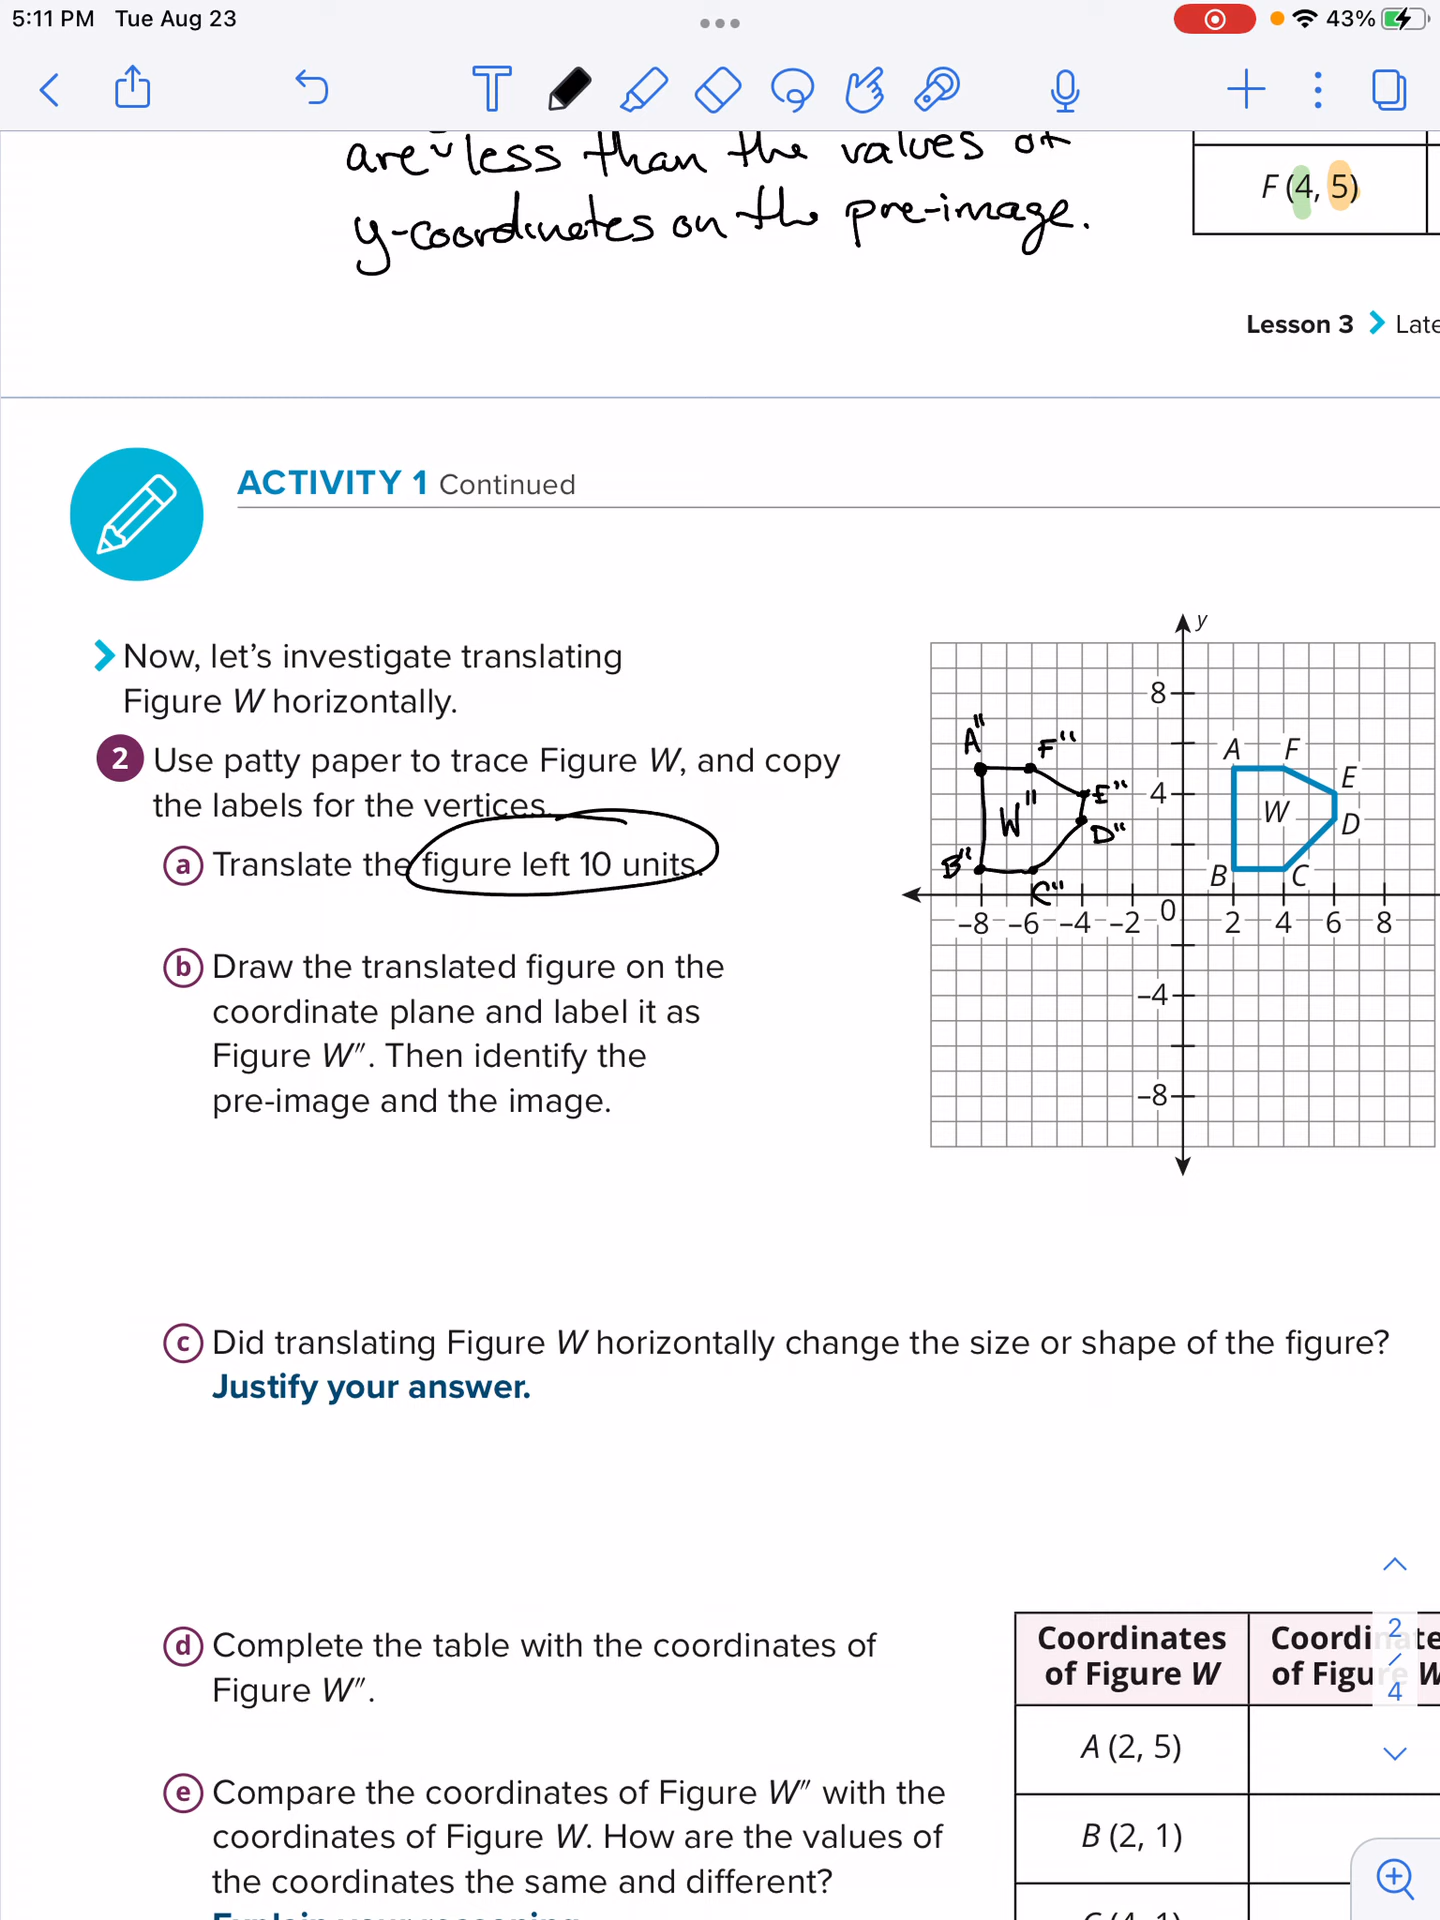 5:11 PM Tue Aug 23
43%
are less than the values of
y-coordinates on the pre-image.
F (4, 5)
Lesson 3 > Late
ACTIVITY 1 Continued
Now, let's investigate translating
Figure W horizontally.
2 Use patty paper to trace Figure W, and copy
the labels for the vertices.
a Translate the figure left 10 units.
b Draw the translated figure on the
coordinate plane and label it as
Figure W″. Then identify the
pre-image and the image.
y
8
A" F" A F
E" 4 E
W" W D
D"
B" C" B C
-8 -6 -4 -2 0 2 4 6 8
-4
-8
c Did translating Figure W horizontally change the size or shape of the figure?
Justify your answer.
d Complete the table with the coordinates of
Figure W″.
e Compare the coordinates of Figure W″ with the
coordinates of Figure W. How are the values of
the coordinates the same and different?
Explain your reasoning.
Coordinates
of Figure W
Coordinate
of Figure W
2
/
4
A (2, 5)
B (2, 1)
C (4, 1)